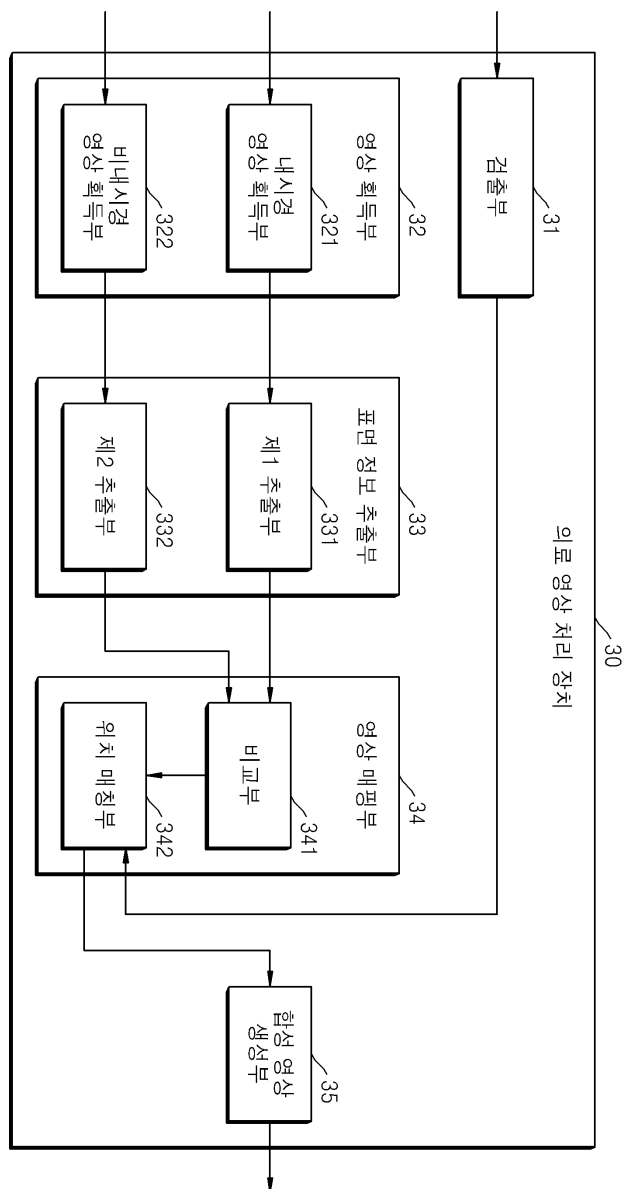 의료 영상 처리 장치
30
검출부
31
영상 획득부
32
내시경
영상 획득부
321
비내시경
영상 획득부
322
표면 정보 추출부
33
제1 추출부
331
제2 추출부
332
영상 매핑부
34
비교부
341
위치 매칭부
342
합성 영상
생성부
35